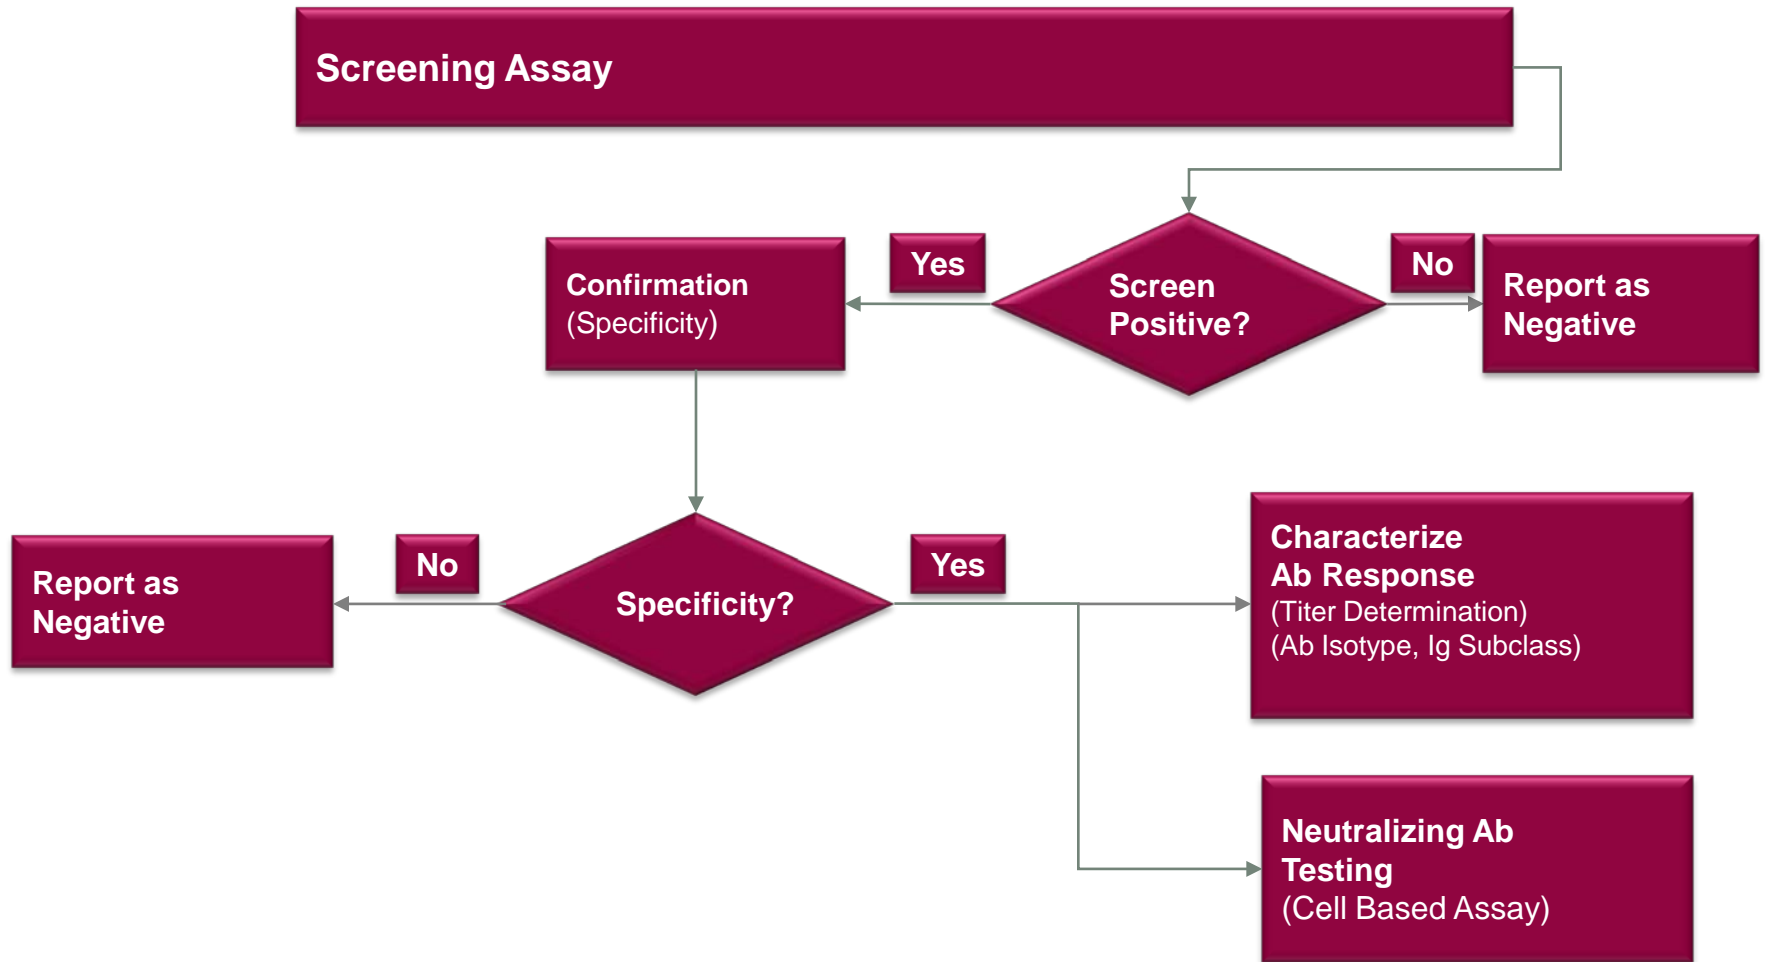 Screening Assay
Yes
No
Confirmation
(Specificity)
Screen
Positive?
Report as
Negative
No
Yes
Report as
Negative
Specificity?
Characterize
Ab Response
(Titer Determination)
(Ab Isotype, Ig Subclass)
Neutralizing Ab
Testing
(Cell Based Assay)